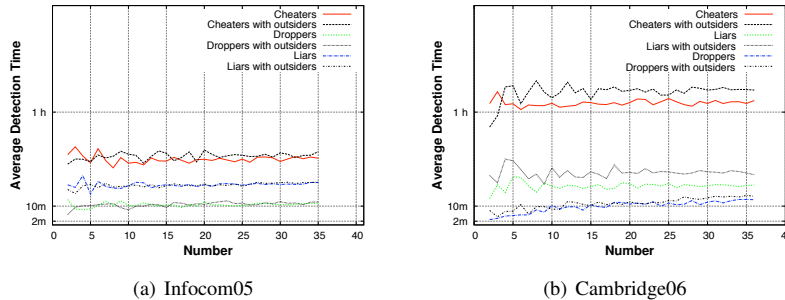 Average Detection Time
1 h
10m
2m
Cheaters
Cheaters with outsiders
Droppers
Droppers with outsiders
Liars
Liars with outsiders
0 5 10 15 20 25 30 35 40
Number
(a) Infocom05
Average Detection Time
1 h
10m
2m
Cheaters
Cheaters with outsiders
Liars
Liars with outsiders
Droppers
Droppers with outsiders
0 5 10 15 20 25 30 35 4
Number
(b) Cambridge06